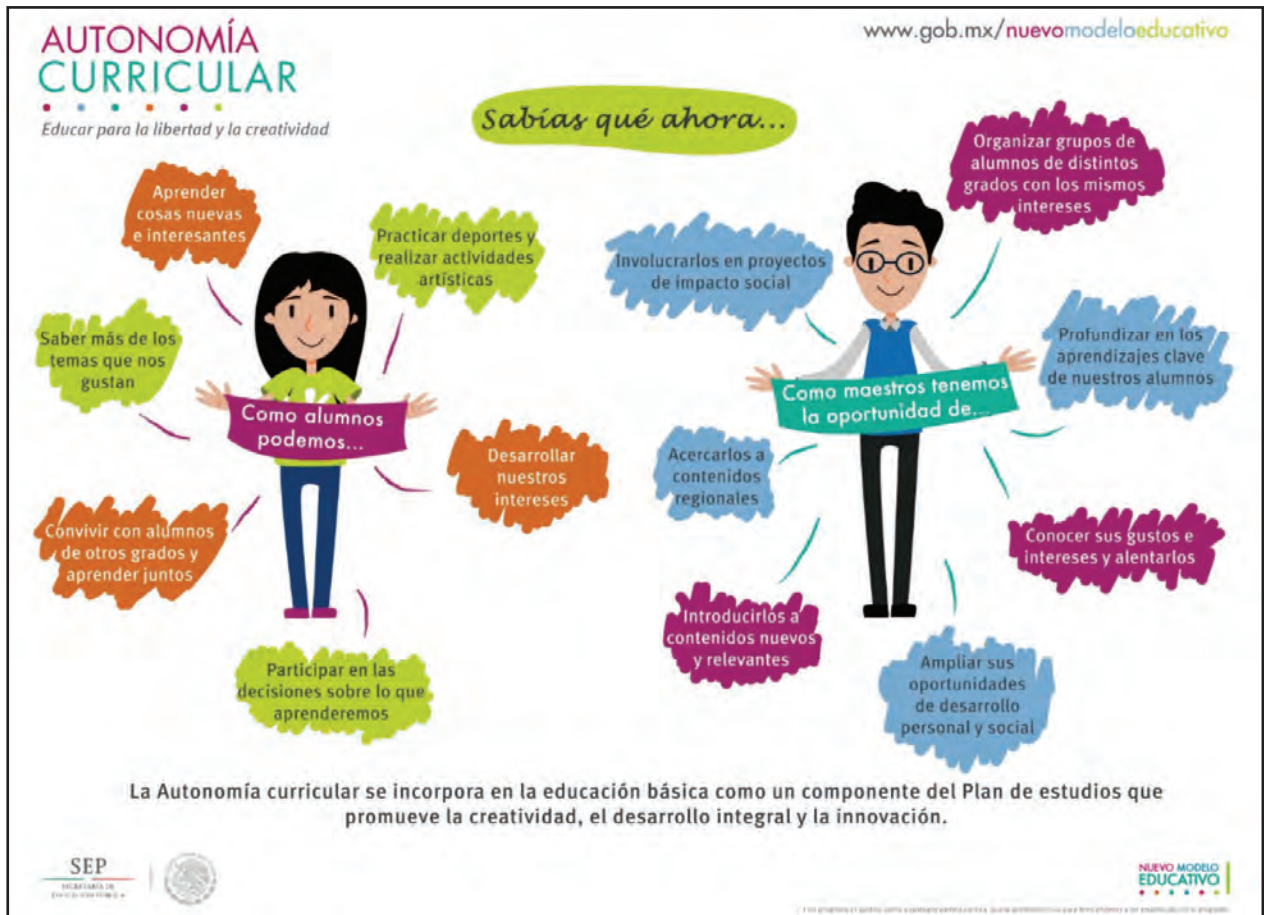 AUTONOMÍA
CURRICULAR
Educar para la libertad y la creatividad
www.gob.mx/nuevomodeloeducativo
Sabías qué ahora...
Aprender
cosas nuevas
e interesantes
Practicar deportes y
realizar actividades
artísticas
Saber más de los
temas que nos
gustan
Como alumnos
podemos...
Desarrollar
nuestros
intereses
Convivir con alumnos
de otros grados y
aprender juntos
Participar en las
decisiones sobre lo que
aprenderemos
Organizar grupos de
alumnos de distintos
grados con los mismos
intereses
Involucrarlos en proyectos
de impacto social
Profundizar en los
aprendizajes clave
de nuestros alumnos
Como maestros tenemos
la oportunidad de...
Acercarlos a
contenidos
regionales
Conocer sus gustos e
intereses y alentarlos
Introducirlos a
contenidos nuevos
y relevantes
Ampliar sus
oportunidades
de desarrollo
personal y social
La Autonomía curricular se incorpora en la educación básica como un componente del Plan de estudios que
promueve la creatividad, el desarrollo integral y la innovación.
SEP
SECRETARÍA DE
EDUCACIÓN PÚBLICA
NUEVO MODELO
EDUCATIVO